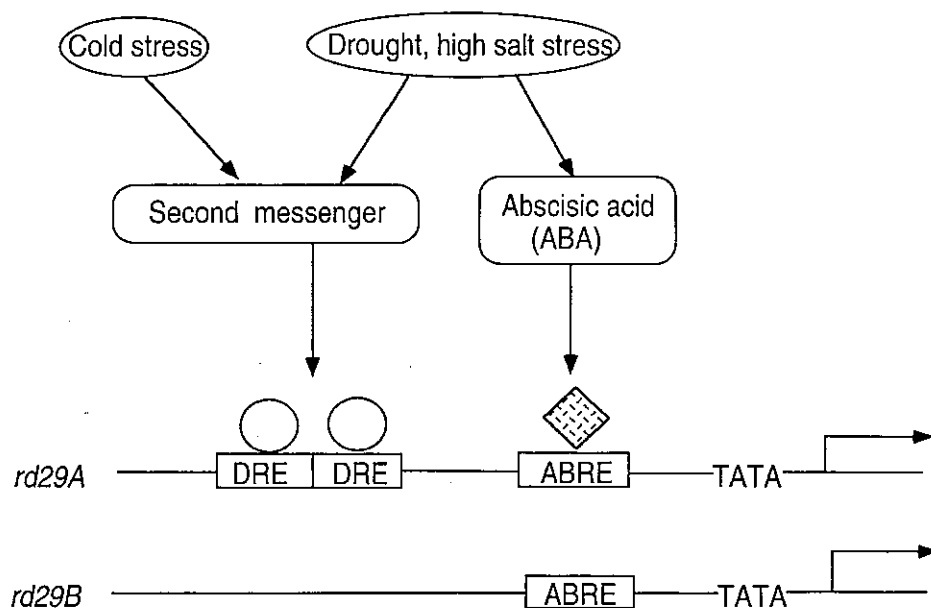 Cold stress
Drought, high salt stress
Second messenger
Abscisic acid
(ABA)
rd29A
DRE
DRE
ABRE
TATA
rd29B
ABRE
TATA